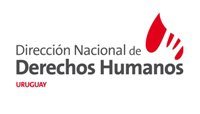 Dirección Nacional de
Derechos Humanos
URUGUAY